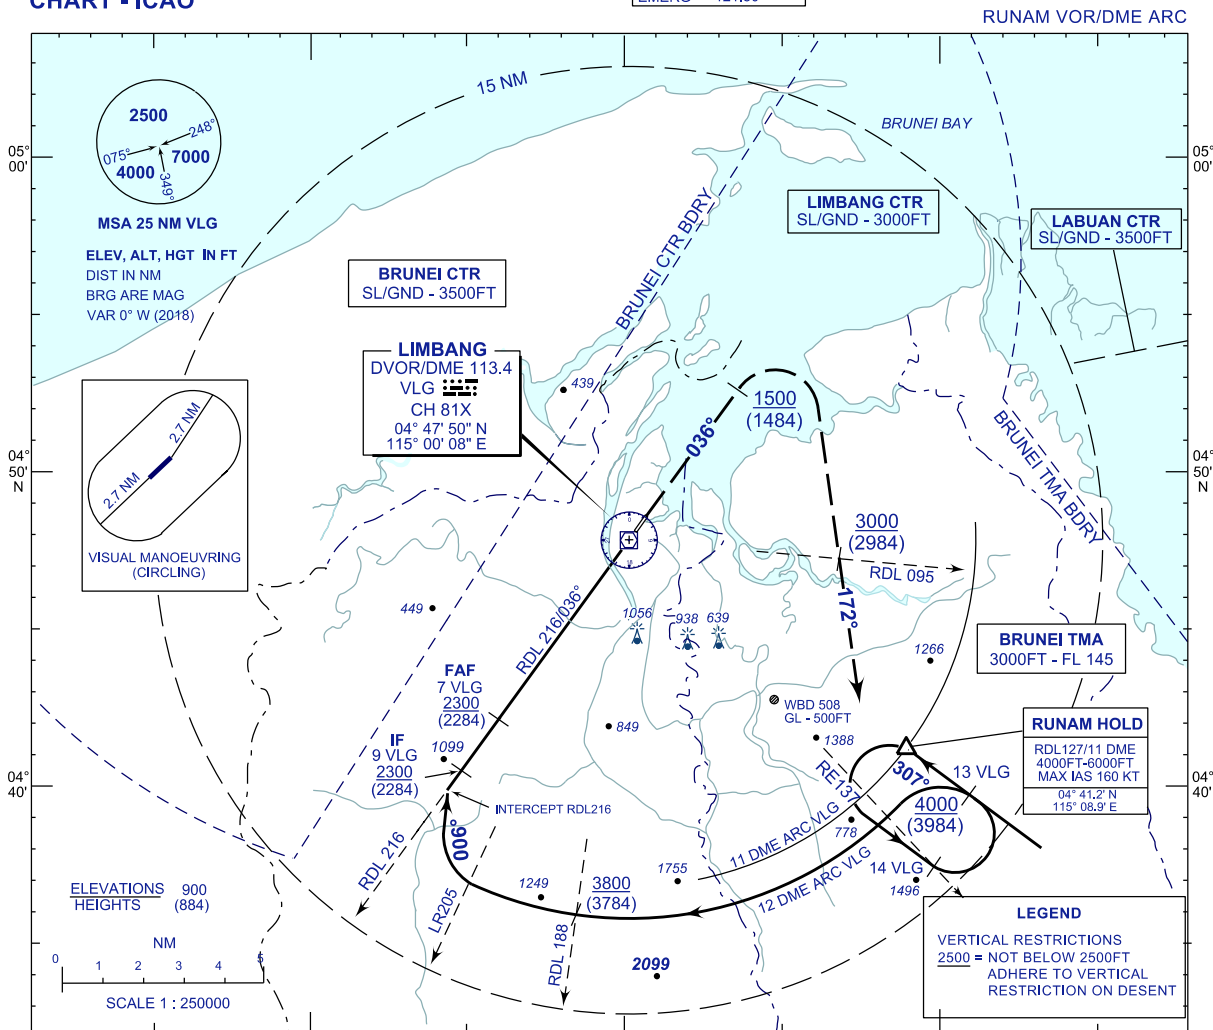 CHART - ICAO
RUNAM VOR/DME ARC
15 NM
BRUNEI BAY
2500
248°
075°
7000
4000
349°
MSA 25 NM VLG
ELEV, ALT, HGT IN FT
DIST IN NM
BRG ARE MAG
VAR 0° W (2018)
05°
00'
05°
00'
BRUNEI CTR
SL/GND - 3500FT
BRUNEI CTR BDRY
LIMBANG CTR
SL/GND - 3000FT
LABUAN CTR
SL/GND - 3500FT
LIMBANG
DVOR/DME 113.4
VLG
CH 81X
04° 47' 50" N
115° 00' 08" E
439
1500
(1484)
036°
2.7 NM
2.7 NM
VISUAL MANOEUVRING
(CIRCLING)
04°
50'
N
04°
50'
N
BRUNEI TMA BDRY
3000
(2984)
RDL 095
172°
449
RDL 216/036°
1056
938
639
1266
BRUNEI TMA
3000FT - FL 145
FAF
7 VLG
2300
(2284)
IF
9 VLG
2300
(2284)
1099
849
WBD 508
GL - 500FT
1388
RE137
RUNAM HOLD
RDL127/11 DME
4000FT-6000FT
MAX IAS 160 KT
04° 41.2' N
115° 08.9' E
307°
13 VLG
04°
40'
04°
40'
INTERCEPT RDL216
006°
4000
(3984)
778
11 DME ARC VLG
12 DME ARC VLG
14 VLG
1496
RDL 216
LR205
1249
3800
(3784)
1755
RDL 188
2099
ELEVATIONS 900
HEIGHTS (884)
NM
0 1 2 3 4 5
SCALE 1 : 250000
LEGEND
VERTICAL RESTRICTIONS
2500 = NOT BELOW 2500FT
ADHERE TO VERTICAL
RESTRICTION ON DESENT